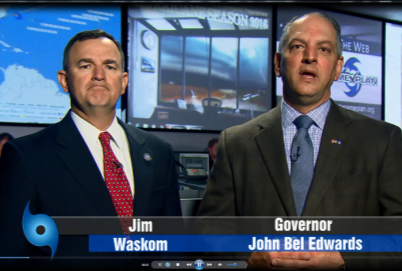 SEASON 2016
THE WEB
Jim
Waskom
Governor
John Bel Edwards